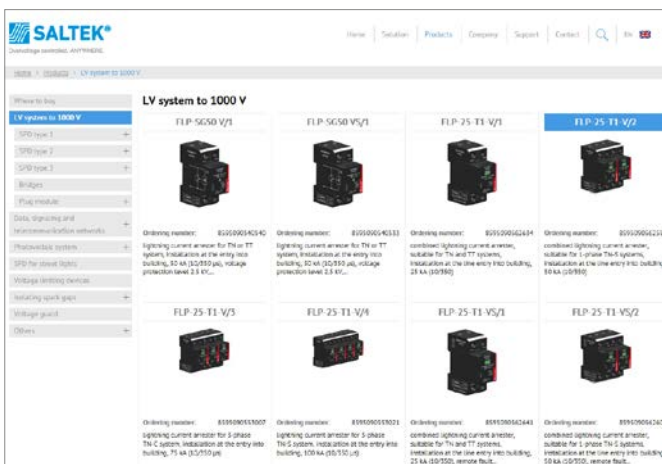 SALTEK®
Overvoltage controlled. ANYWHERE.
Home Solution Products Company Support Contact EN
Home > Products > LV system to 1000 V
Where to buy
LV system to 1000 V
SPD type 1 +
SPD type 2 +
SPD type 3 +
Bridges
Plug module +
Data, signaling and +
telecommunication networks
Photovoltaic system +
SPD for street lights
Voltage limiting devices
Isolating spark gaps +
Voltage guard
Others +
LV system to 1000 V
FLP-SG50 V/1
Ordering number:
lightning current arrester for TN or TT
system, installation at the entry into
building, 50 kA (10/350 µs), voltage
protection level 2.5 kV,...
FLP-SG50 VS/1
Ordering number:
lightning current arrester for TN or TT
system, installation at the entry into
building, 50 kA (10/350 µs), voltage
protection level 2.5 kV,...
FLP-25-T1-V/1
Ordering number:
combined lightning current arrester,
suitable for TN and TT systems,
installation at the line entry into building,
25 kA (10/350)
FLP-25-T1-V/2
Ordering number:
combined lightning current arrester,
suitable for 1-phase TN-S systems,
installation at the line entry into building,
50 kA (10/350)
FLP-25-T1-V/3
Ordering number:
lightning current arrester for 3-phase
TN-C system, installation at the entry into
building, 75 kA (10/350 µs)
FLP-25-T1-V/4
Ordering number:
lightning current arrester for 3-phase
TN-S system, installation at the entry into
building, 100 kA (10/350 µs)
FLP-25-T1-VS/1
Ordering number:
combined lightning current arrester,
suitable for TN and TT systems,
installation at the line entry into building,
25 kA (10/350), remote fault...
FLP-25-T1-VS/2
Ordering number:
combined lightning current arrester,
suitable for 1-phase TN-S systems,
installation at the line entry into building,
50 kA (10/350), remote fault...